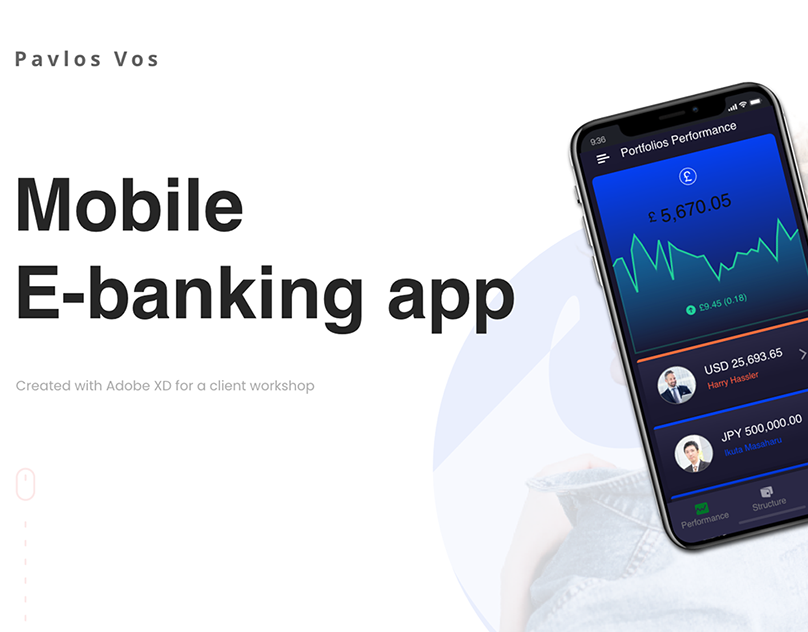 Pavlos Vos
Mobile
E-banking app
Created with Adobe XD for a client workshop
9:36
Portfolios Performance
£
£ 5,670.05
£9.45 (0.18)
USD 25,693.65
Harry Hassler
JPY 500,000.00
Ikuta Masaharu
Performance
Structure